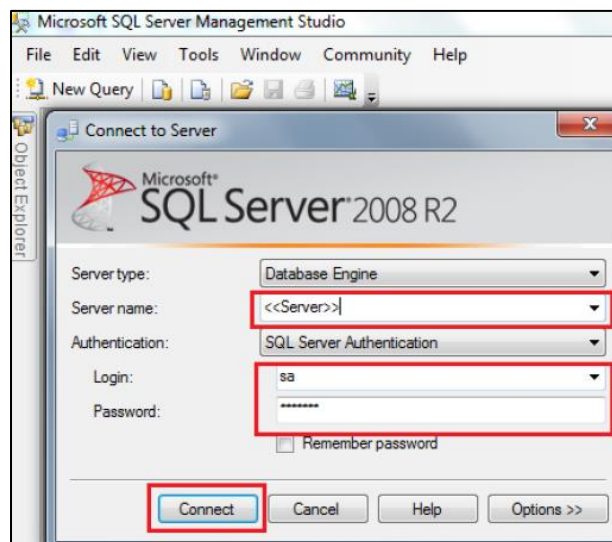 Microsoft SQL Server Management Studio
File Edit View Tools Window Community Help
New Query
Object Explorer
Connect to Server
Microsoft®
SQL Server® 2008 R2
Server type: Database Engine
Server name: <<Server>>
Authentication: SQL Server Authentication
Login: sa
Password: *******
Remember password
Connect Cancel Help Options >>